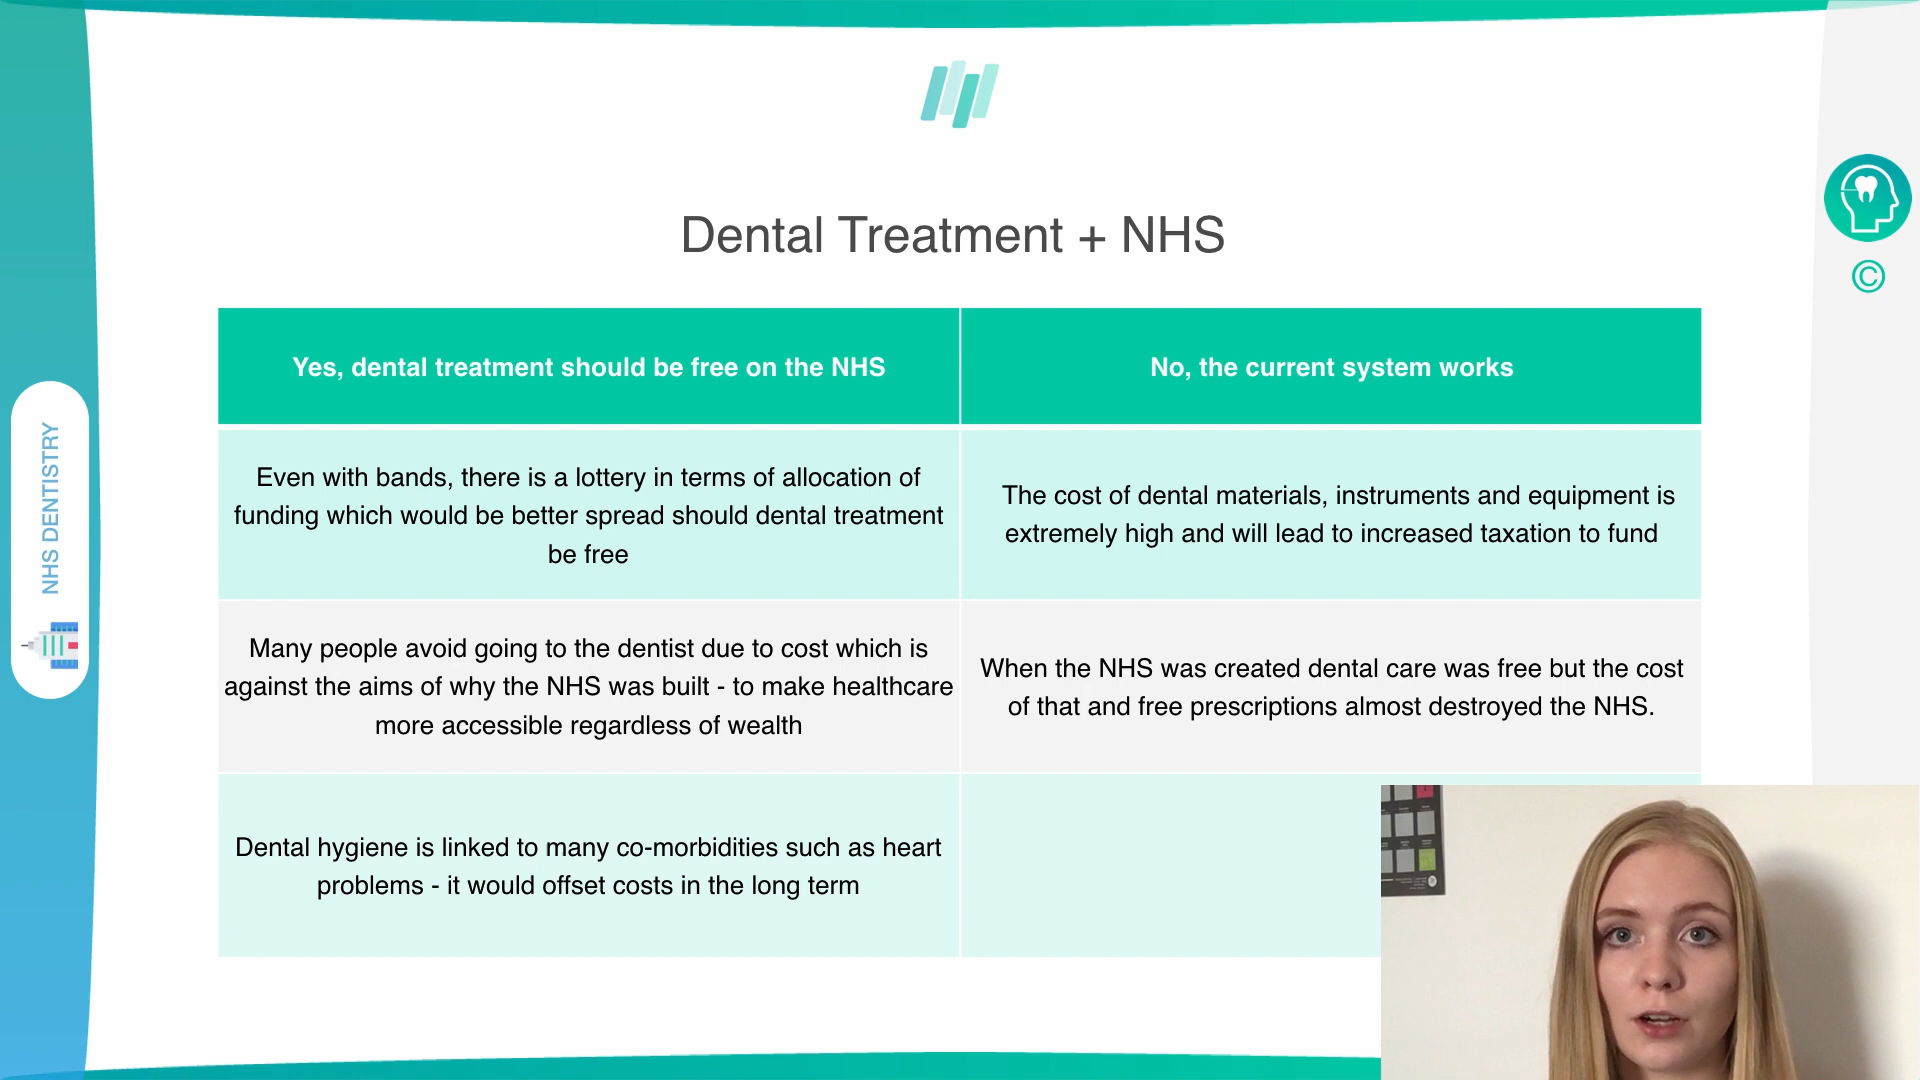 Dental Treatment + NHS
Yes, dental treatment should be free on the NHS
No, the current system works
Even with bands, there is a lottery in terms of allocation of
funding which would be better spread should dental treatment
be free
The cost of dental materials, instruments and equipment is
extremely high and will lead to increased taxation to fund
Many people avoid going to the dentist due to cost which is
against the aims of why the NHS was built - to make healthcare
more accessible regardless of wealth
When the NHS was created dental care was free but the cost
of that and free prescriptions almost destroyed the NHS.
Dental hygiene is linked to many co-morbidities such as heart
problems - it would offset costs in the long term
NHS DENTISTRY
©